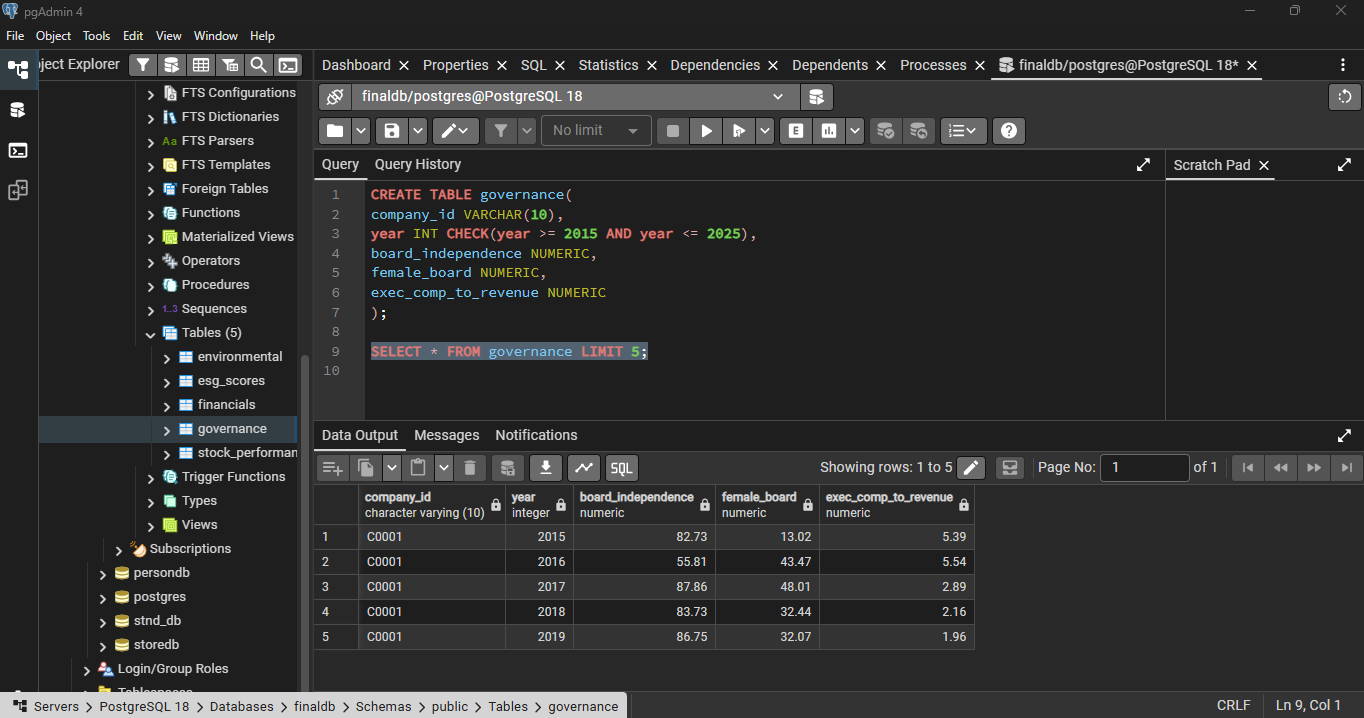 pgAdmin 4
File Object Tools Edit View Window Help
ject Explorer
Dashboard Properties SQL Statistics Dependencies Dependents Processes finaldb/postgres@PostgreSQL 18*
finaldb/postgres@PostgreSQL 18
No limit
E
Query Query History
Scratch Pad
FTS Configurations
FTS Dictionaries
Aa FTS Parsers
FTS Templates
Foreign Tables
Functions
Materialized Views
Operators
Procedures
1..3 Sequences
Tables (5)
environmental
esg_scores
financials
governance
stock_performan
Trigger Functions
Types
Views
Subscriptions
persondb
postgres
stnd_db
storedb
Login/Group Roles
1 CREATE TABLE governance(
2 company_id VARCHAR(10),
3 year INT CHECK(year >= 2015 AND year <= 2025),
4 board_independence NUMERIC,
5 female_board NUMERIC,
6 exec_comp_to_revenue NUMERIC
7 );
8
9 SELECT * FROM governance LIMIT 5;
10
Data Output Messages Notifications
SQL
Showing rows: 1 to 5
Page No: 1 of 1
company_id year board_independence female_board exec_comp_to_revenue
character varying (10) integer numeric numeric numeric
1 C0001 2015 82.73 13.02 5.39
2 C0001 2016 55.81 43.47 5.54
3 C0001 2017 87.86 48.01 2.89
4 C0001 2018 83.73 32.44 2.16
5 C0001 2019 86.75 32.07 1.96
Servers > PostgreSQL 18 > Databases > finaldb > Schemas > public > Tables > governance
CRLF Ln 9, Col 1